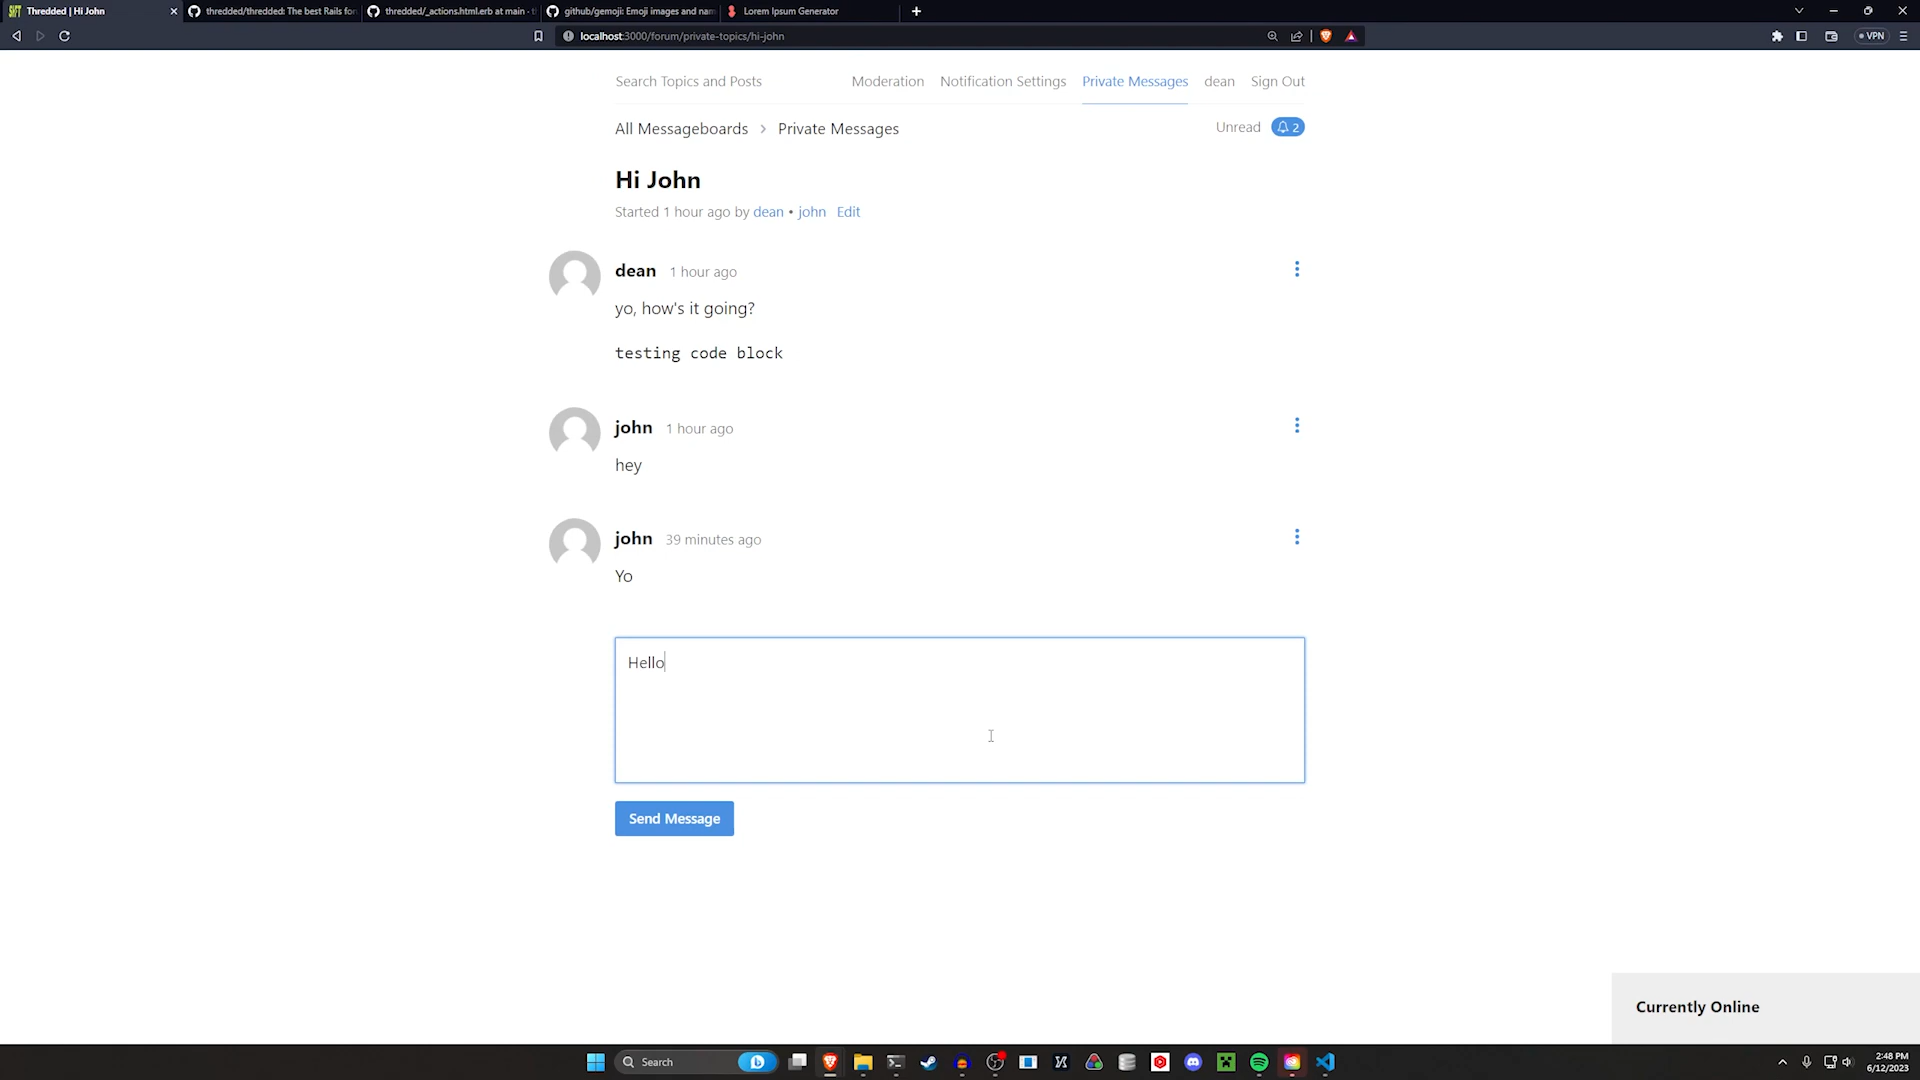 Thredded | Hi John
thredded/thredded: The best Rails for
thredded/_actions.html.erb at main · t
github/gemoji: Emoji images and nam
Lorem Ipsum Generator
localhost:3000/forum/private-topics/hi-john
VPN
Search Topics and Posts
Moderation
Notification Settings
Private Messages
dean
Sign Out
All Messageboards > Private Messages
Unread 2
Hi John
Started 1 hour ago by dean • john Edit
dean 1 hour ago
yo, how's it going?
testing code block
john 1 hour ago
hey
john 39 minutes ago
Yo
Hello
Send Message
Currently Online
Search
2:48 PM
6/12/2023